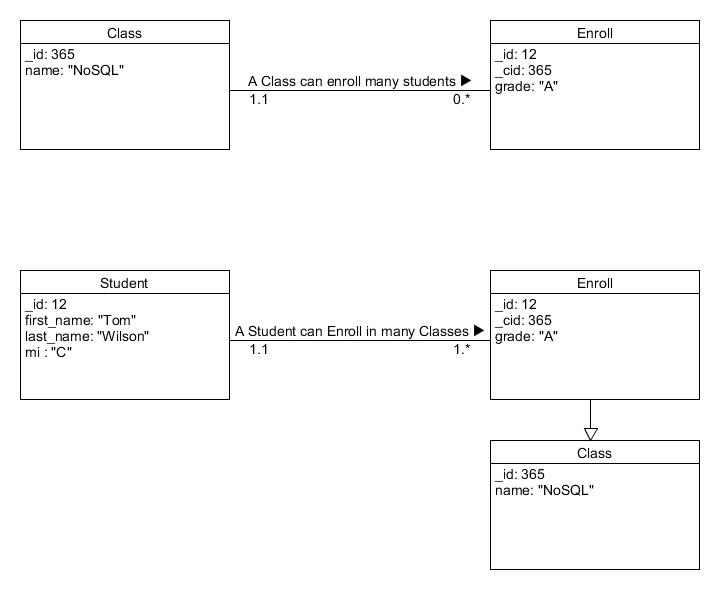 Class
_id: 365
name: "NoSQL"
A Class can enroll many students ▶
1.1
0.*
Enroll
_id: 12
_cid: 365
grade: "A"
Student
_id: 12
first_name: "Tom"
last_name: "Wilson"
mi : "C"
A Student can Enroll in many Classes ▶
1.1
1.*
Enroll
_id: 12
_cid: 365
grade: "A"
Class
_id: 365
name: "NoSQL"